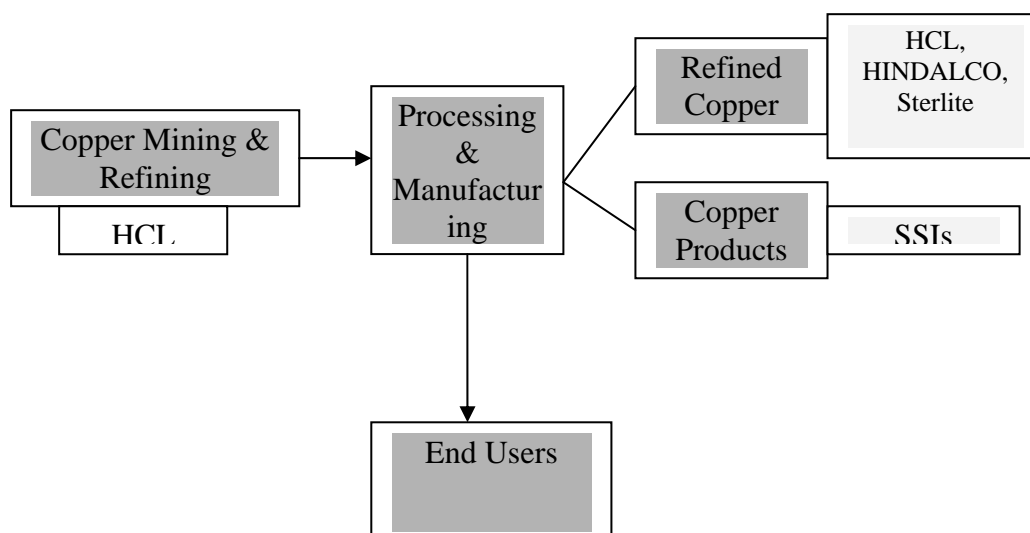 Copper Mining &
Refining
HCL
Processing
&
Manufactur
ing
Refined
Copper
HCL,
HINDALCO,
Sterlite
Copper
Products
SSIs
End Users